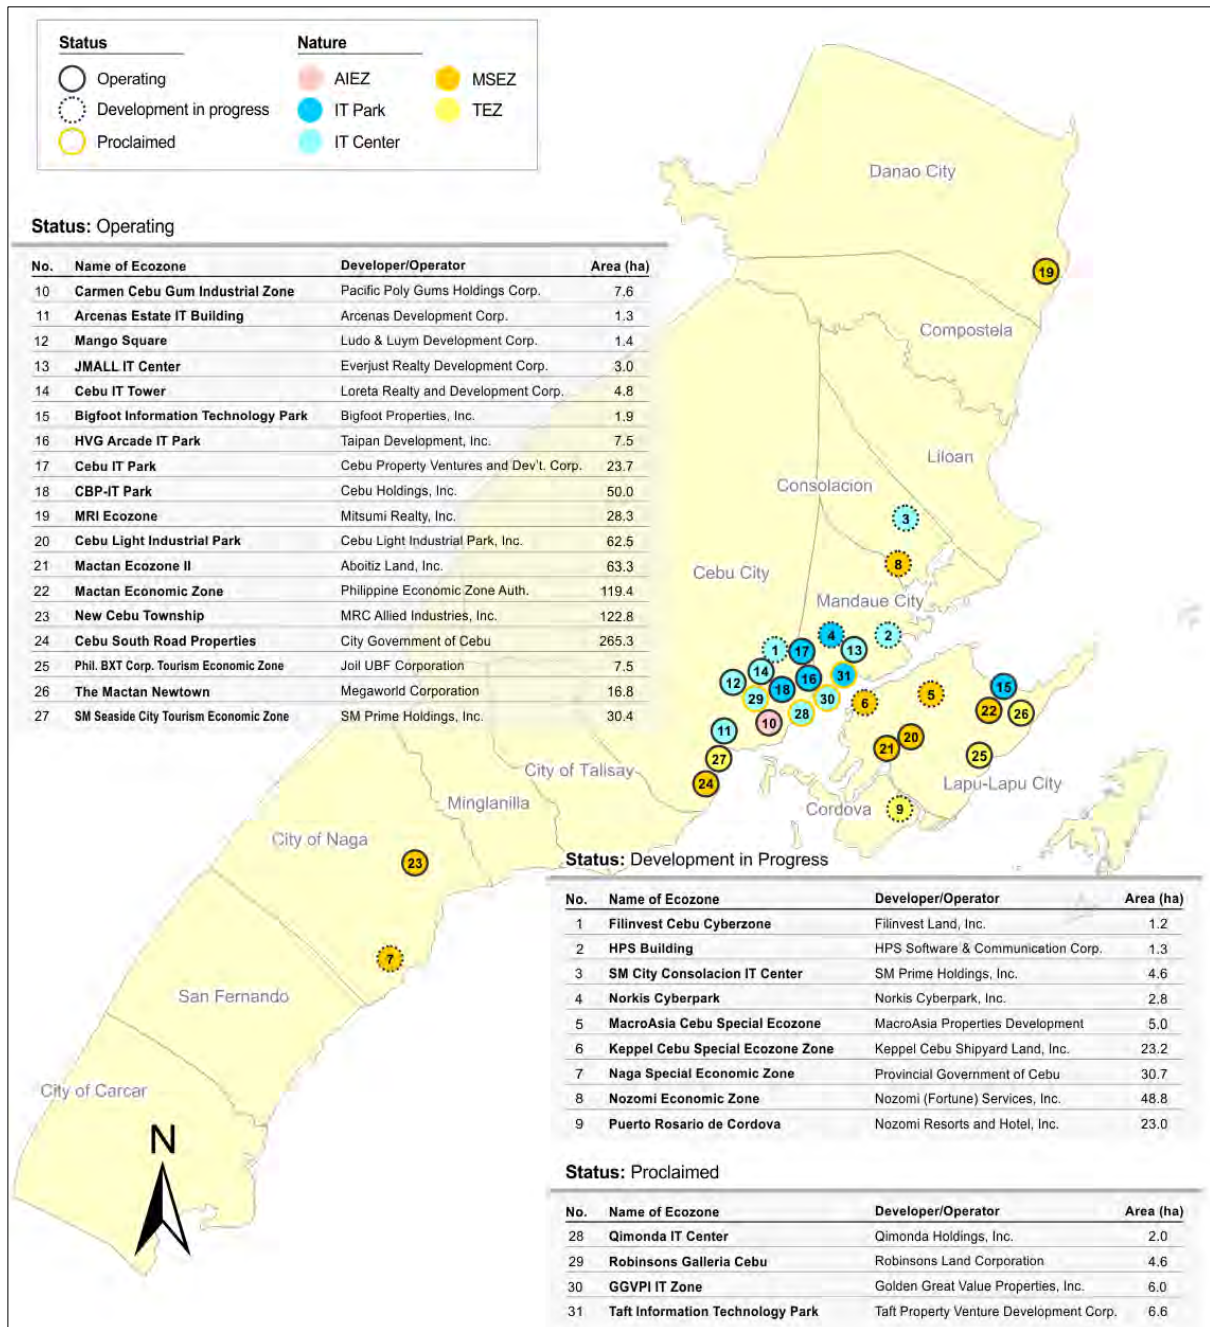 Status Nature
Operating AIEZ MSEZ
Development in progress IT Park TEZ
Proclaimed IT Center
Danao City
Status: Operating
No. Name of Ecozone Developer/Operator Area (ha)
10 Carmen Cebu Gum Industrial Zone Pacific Poly Gums Holdings Corp. 7.6
11 Arcenas Estate IT Building Arcenas Development Corp. 1.3
12 Mango Square Ludo & Luym Development Corp. 1.4
13 JMALL IT Center Everjust Realty Development Corp. 3.0
14 Cebu IT Tower Loreta Realty and Development Corp. 4.8
15 Bigfoot Information Technology Park Bigfoot Properties, Inc. 1.9
16 HVG Arcade IT Park Taipan Development, Inc. 7.5
17 Cebu IT Park Cebu Property Ventures and Dev't. Corp. 23.7
18 CBP-IT Park Cebu Holdings, Inc. 50.0
19 MRI Ecozone Mitsumi Realty, Inc. 28.3
20 Cebu Light Industrial Park Cebu Light Industrial Park, Inc. 62.5
21 Mactan Ecozone II Aboitiz Land, Inc. 63.3
22 Mactan Economic Zone Philippine Economic Zone Auth. 119.4
23 New Cebu Township MRC Allied Industries, Inc. 122.8
24 Cebu South Road Properties City Government of Cebu 265.3
25 Phil. BXT Corp. Tourism Economic Zone Joil UBF Corporation 7.5
26 The Mactan Newtown Megaworld Corporation 16.8
27 SM Seaside City Tourism Economic Zone SM Prime Holdings, Inc. 30.4
19
Compostela
Liloan
Consolacion
3
8
Cebu City
Mandaue City
1 17 4 13 2
14 16 31
12 18 15
29 30 6 5
28 22 26
10
11 20
27 21 25
24
City of Talisay
Lapu-Lapu City
Minglanilla
Cordova 9
City of Naga
23
7
San Fernando
City of Carcar
N
Status: Development in Progress
No. Name of Ecozone Developer/Operator Area (ha)
1 Filinvest Cebu Cyberzone Filinvest Land, Inc. 1.2
2 HPS Building HPS Software & Communication Corp. 1.3
3 SM City Consolacion IT Center SM Prime Holdings, Inc. 4.6
4 Norkis Cyberpark Norkis Cyberpark, Inc. 2.8
5 MacroAsia Cebu Special Ecozone MacroAsia Properties Development 5.0
6 Keppel Cebu Special Ecozone Zone Keppel Cebu Shipyard Land, Inc. 23.2
7 Naga Special Economic Zone Provincial Government of Cebu 30.7
8 Nozomi Economic Zone Nozomi (Fortune) Services, Inc. 48.8
9 Puerto Rosario de Cordova Nozomi Resorts and Hotel, Inc. 23.0
Status: Proclaimed
No. Name of Ecozone Developer/Operator Area (ha)
28 Qimonda IT Center Qimonda Holdings, Inc. 2.0
29 Robinsons Galleria Cebu Robinsons Land Corporation 4.6
30 GGVPI IT Zone Golden Great Value Properties, Inc. 6.0
31 Taft Information Technology Park Taft Property Venture Development Corp. 6.6